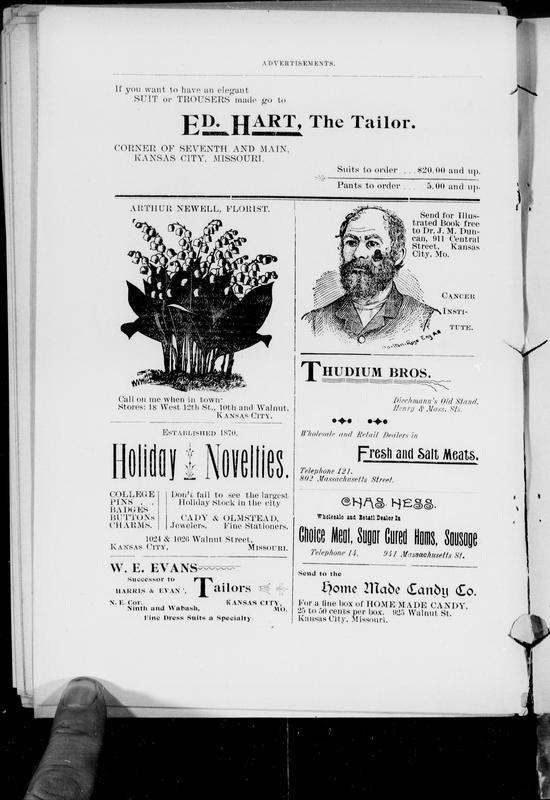 ADVERTISEMENTS.
If you want to have an elegant
SUIT or TROUSERS made go to
ED. HART, The Tailor.
CORNER OF SEVENTH AND MAIN,
KANSAS CITY, MISSOURI.
Suits to order ... $20.00 and up.
Pants to order ... 5.00 and up.
ARTHUR NEWELL, FLORIST.
Call on me when in town
Stores: 18 West 12th St., 10th and Walnut.
KANSAS CITY.
ESTABLISHED 1870.
Holiday Novelties.
COLLEGE
PINS . .
BADGES
BUTTONS
CHARMS.
Don't fail to see the largest
Holiday Stock in the city
CADY & OLMSTEAD,
Jewelers. Fine Stationers.
1024 & 1026 Walnut Street,
KANSAS CITY, MISSOURI.
W. E. EVANS
Successor to
HARRIS & EVAN',
Tailors
N. E. Cor.
Ninth and Wabash,
KANSAS CITY,
MO.
Fine Dress Suits a Specialty
Send for Illus-
trated Book free
to Dr. J. M. Dun-
can, 911 Central
Street, Kansas
City, Mo.
CANCER
INSTI-
TUTE.
THUDIUM BROS.
Diechmann's Old Stand.
Henry & Mass. Sts.
Wholesale and Retail Dealers in
Fresh and Salt Meats.
Telephone 121.
802 Massachusetts Street.
CHAS. HESS.
Wholesale and Retail Dealer In
Choice Meal, Sugar Cured Hams, Sausage
Telephone 14. 941 Massachusetts St.
Send to the
Home Made Candy Co.
For a fine box of HOME MADE CANDY.
25 to 50 cents per box. 925 Walnut St.
Kansas City, Missouri.